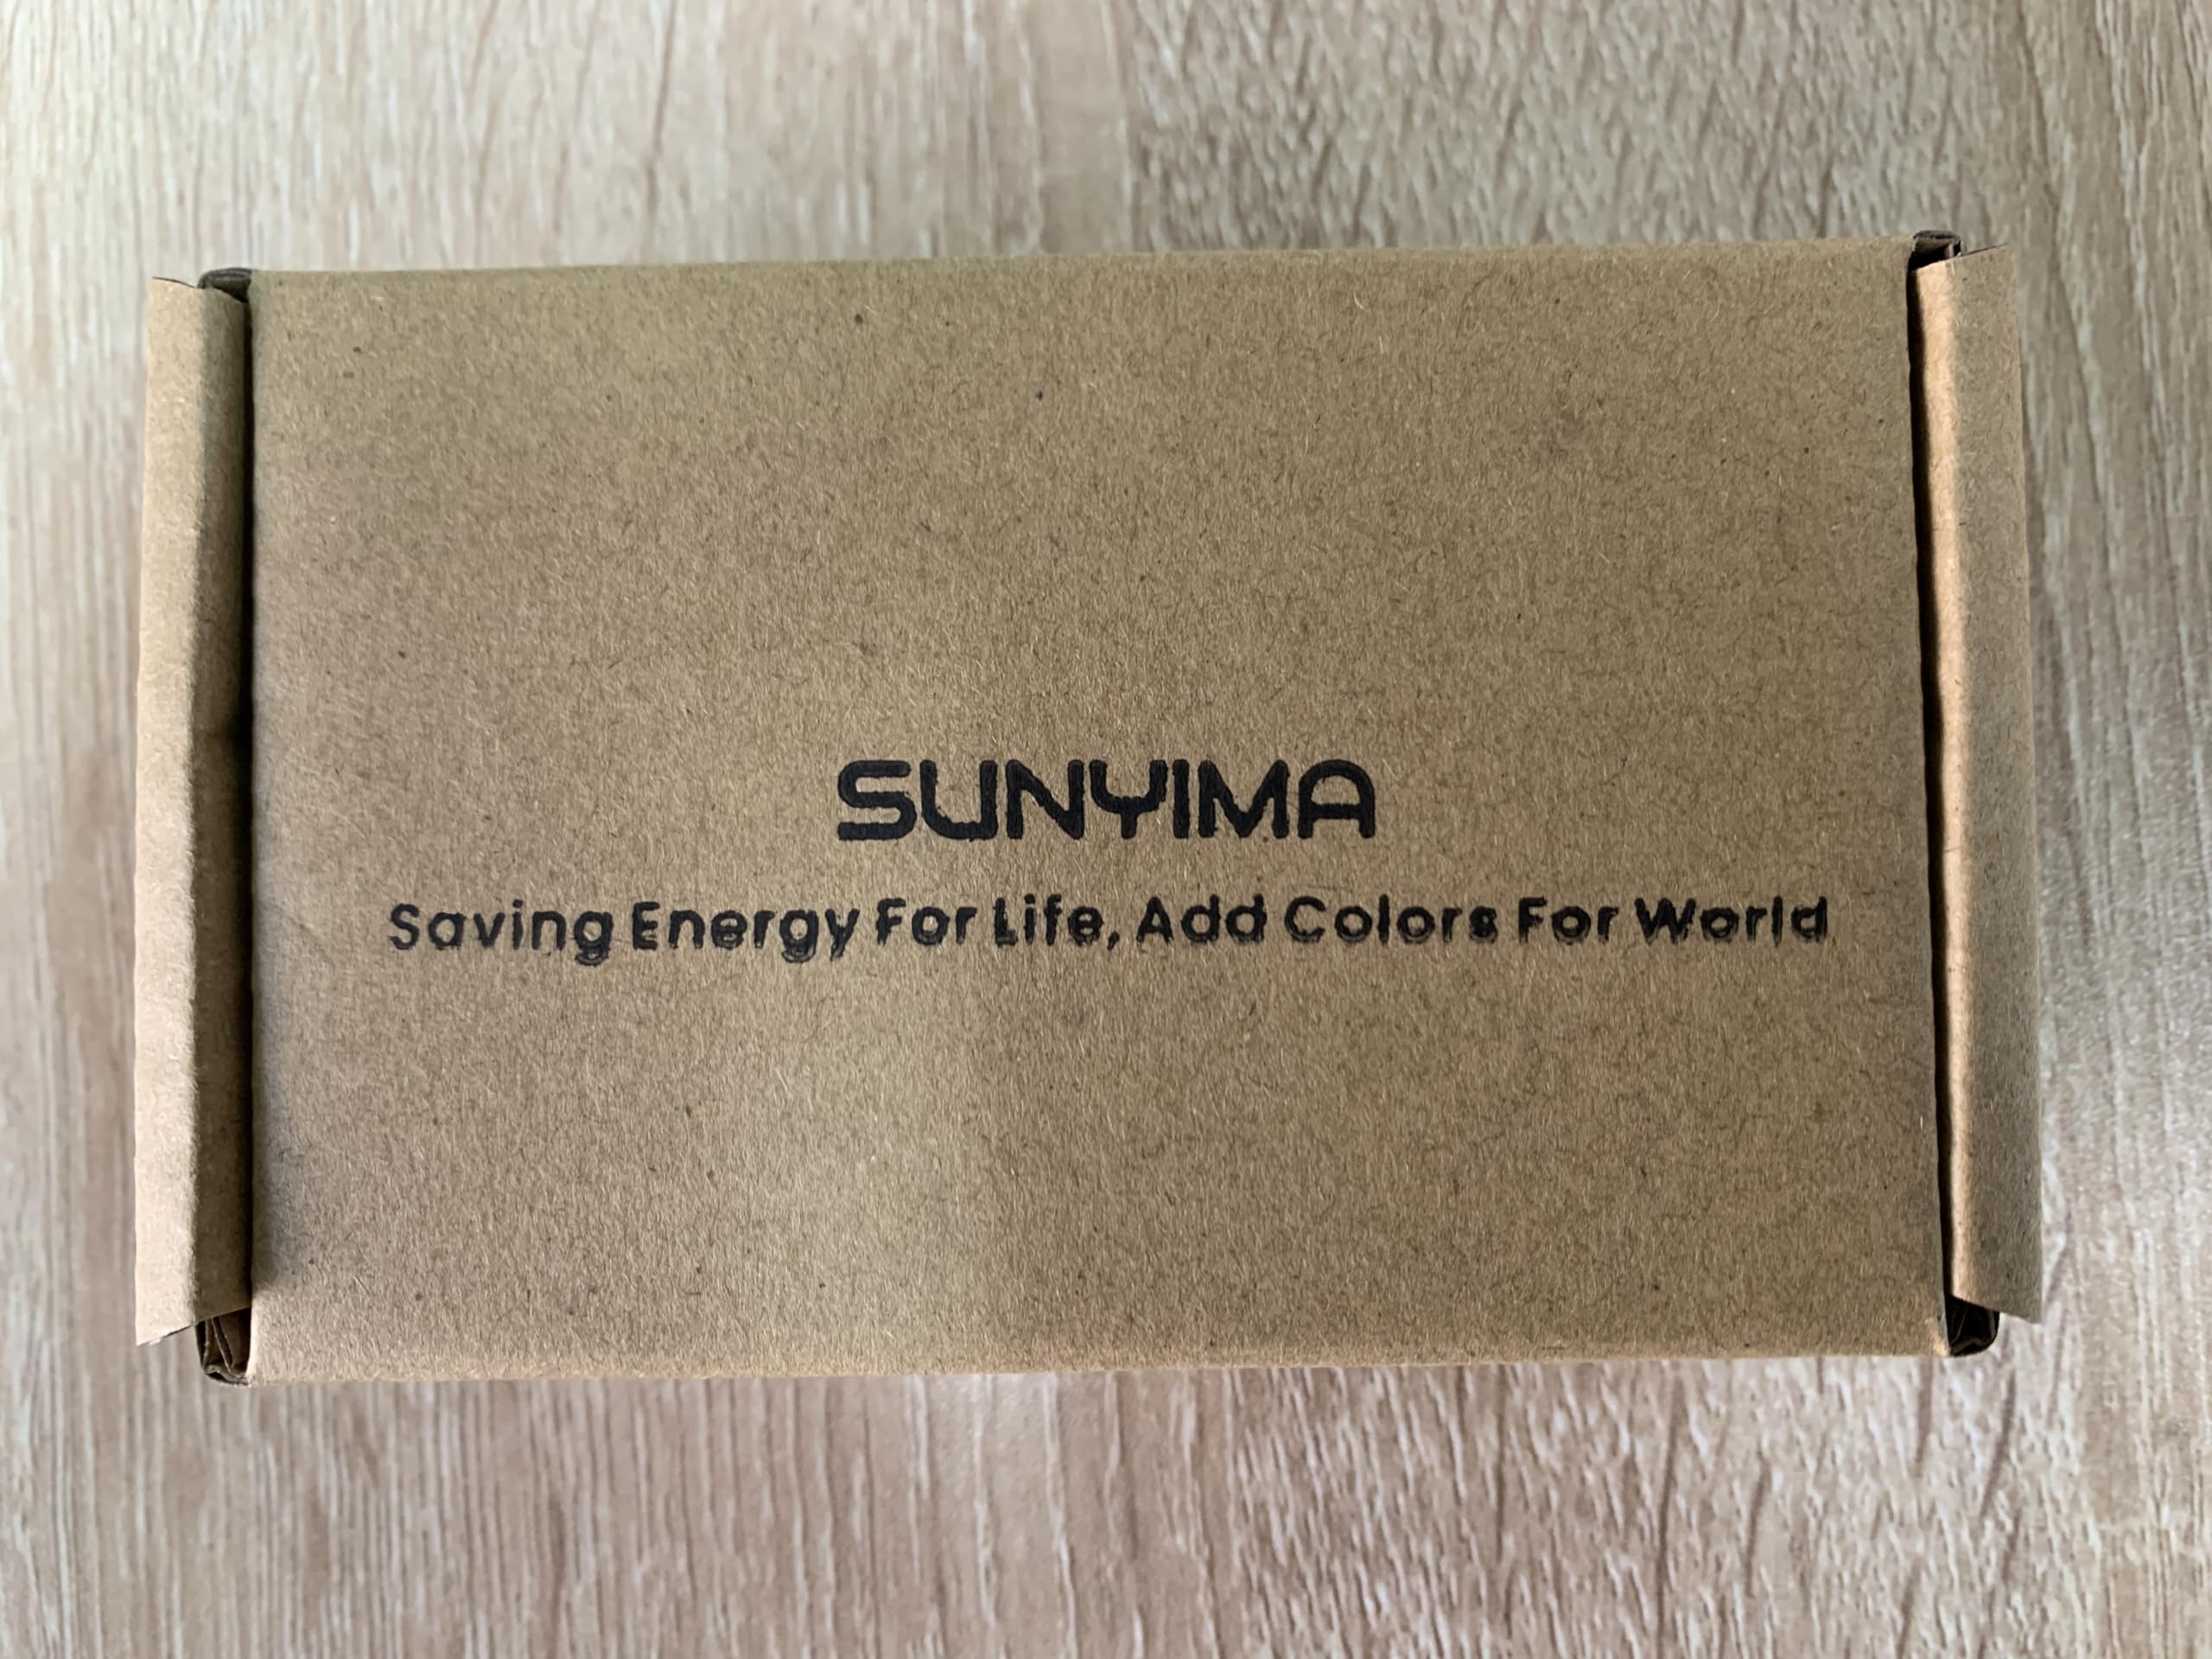 SUNYIMA
Saving Energy For Life, Add Colors For World